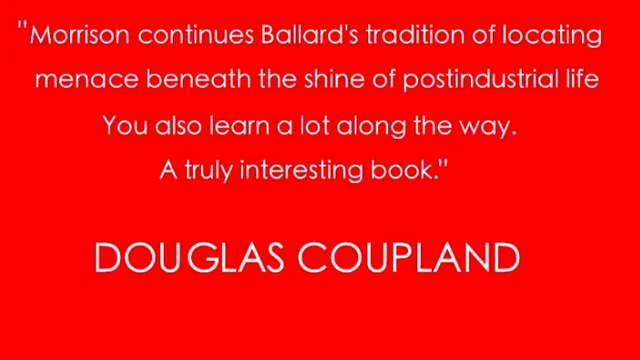 "Morrison continues Ballard's tradition of locating
menace beneath the shine of postindustrial life
You also learn a lot along the way.
A truly interesting book."
DOUGLAS COUPLAND